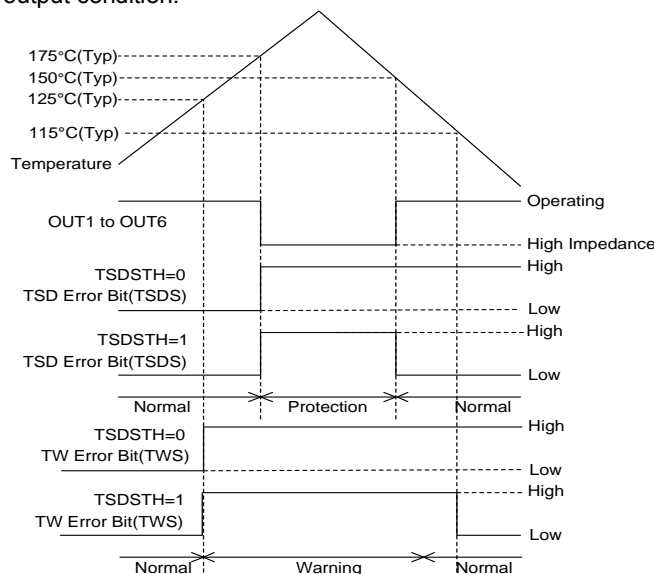 output condition.
175°C(Typ)
150°C(Typ)
125°C(Typ)
115°C(Typ)
Temperature
Operating
OUT1 to OUT6
High Impedance
TSDSTH=0
High
TSD Error Bit(TSDS)
Low
TSDSTH=1
High
TSD Error Bit(TSDS)
Low
Normal
Protection
Normal
TSDSTH=0
High
TW Error Bit(TWS)
Low
TSDSTH=1
High
TW Error Bit(TWS)
Low
Normal
Warning
Normal